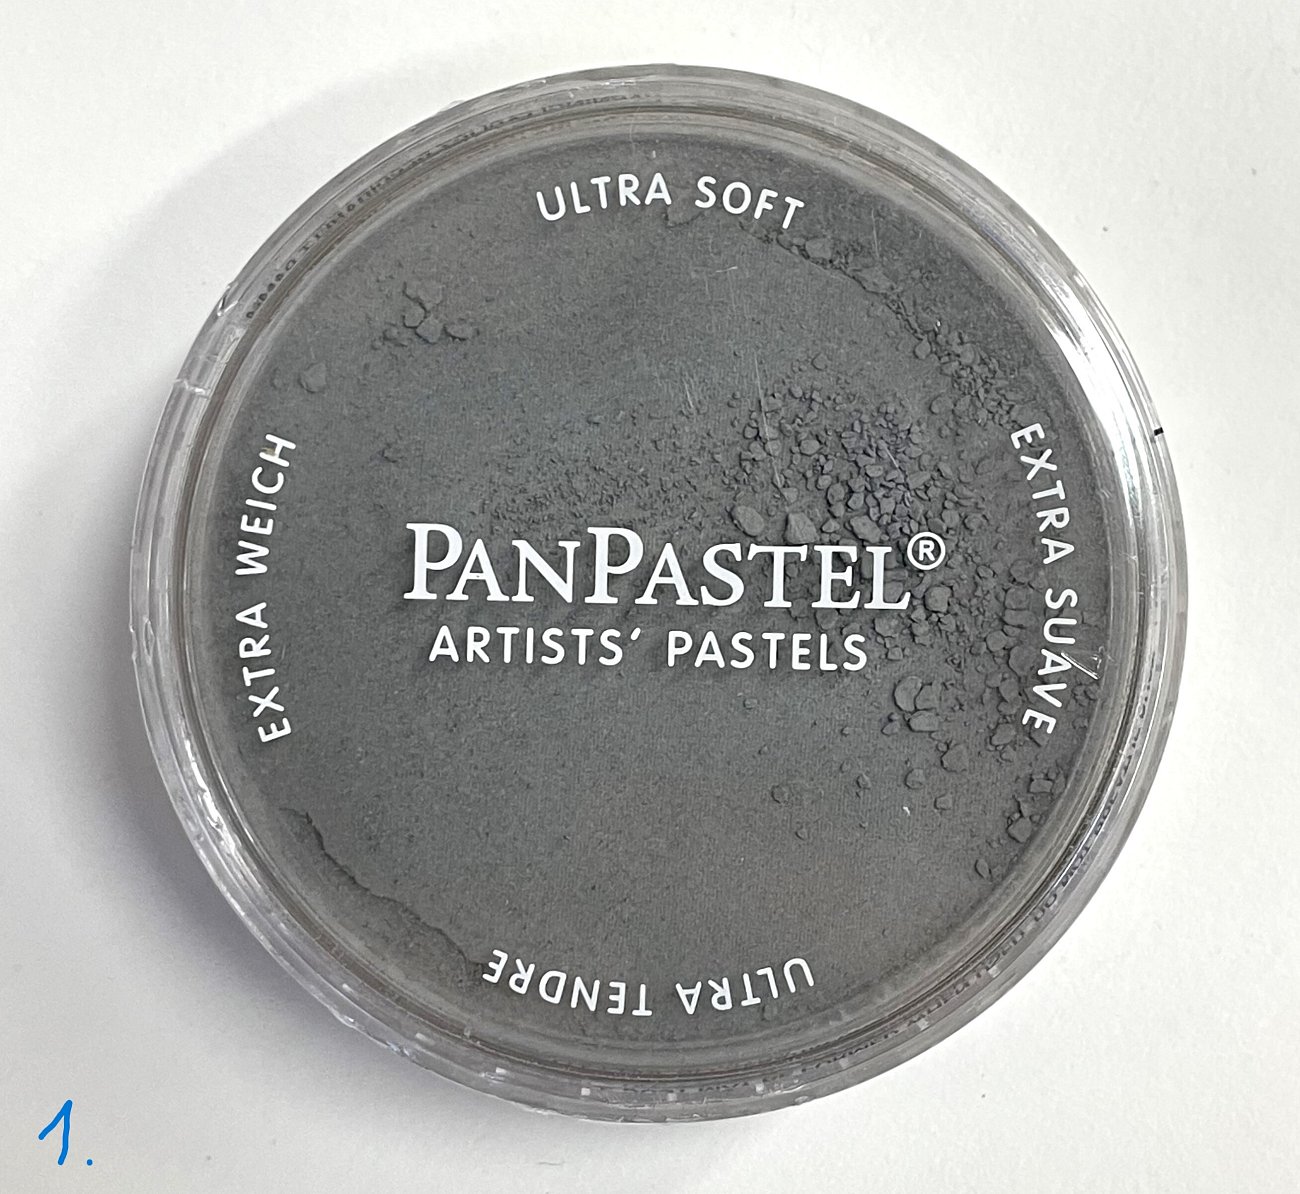 ULTRA SOFT
EXTRA WEICH
EXTRA SUAVE
PANPASTEL®
ARTISTS’ PASTELS
ULTRA TENDRE
1.